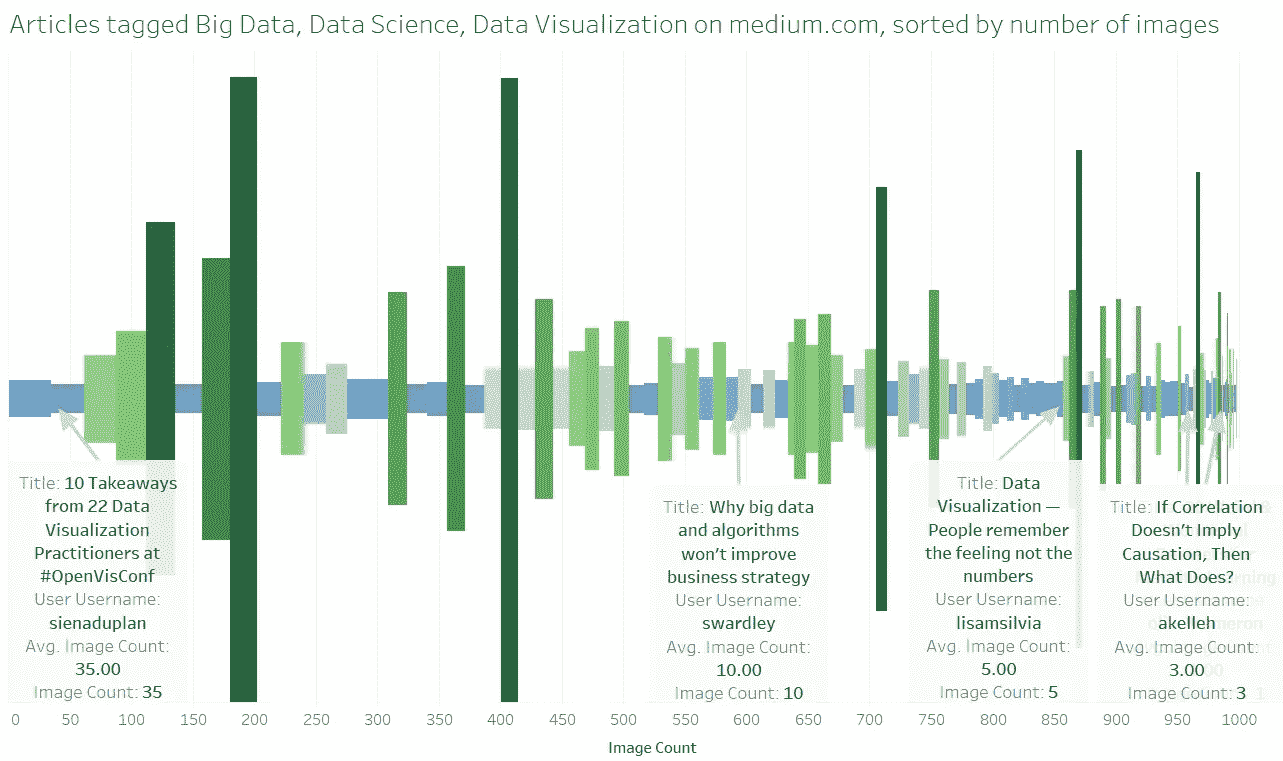 Articles tagged Big Data, Data Science, Data Visualization on medium.com, sorted by number of images
Title: 10 Takeaways
from 22 Data
Visualization
Practitioners at
#OpenVisConf
User Username:
sienaduplan
Avg. Image Count:
35.00
Image Count: 35
Title: Why big data
and algorithms
won't improve
business strategy
User Username:
swardley
Avg. Image Count:
10.00
Image Count: 10
Title: Data
Visualization —
People remember
the feeling not the
numbers
User Username:
lisamsilvia
Avg. Image Count:
5.00
Image Count: 5
Title: If Correlation
Doesn't Imply
Causation, Then
What Does?
User Username:
akelleh
Avg. Image Count:
3.00
Image Count: 3
0 50 100 150 200 250 300 350 400 450 500 550 600 650 700 750 800 850 900 950 1000
Image Count